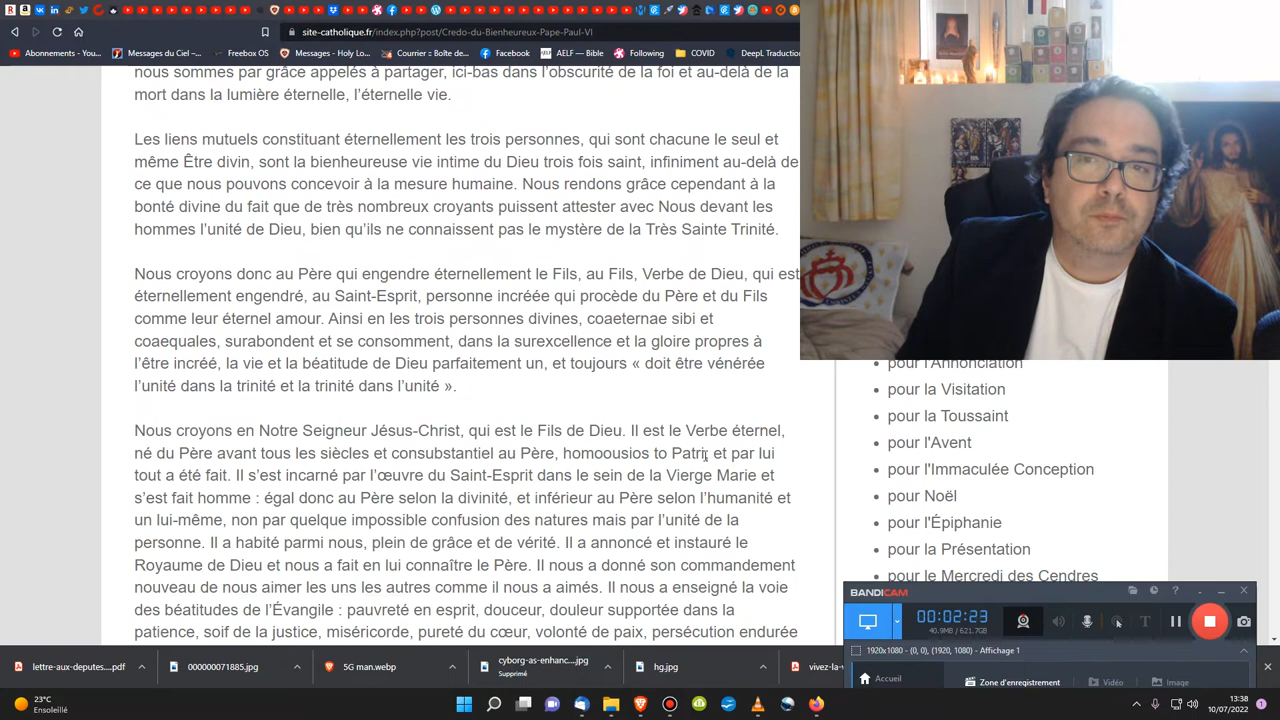 site-catholique.fr/index.php?post/Credo-du-Bienheureux-Pape-Paul-VI
Abonnements - You...
Messages du Ciel -...
Freebox OS
Messages - Holy Lo...
Courrier :: Boîte de...
Facebook
AELF AELF — Bible
Following
COVID
DeepL Traduction
nous sommes par grâce appelés à partager, ici-bas dans l’obscurité de la foi et au-delà de la
mort dans la lumière éternelle, l’éternelle vie.
Les liens mutuels constituant éternellement les trois personnes, qui sont chacune le seul et
même Être divin, sont la bienheureuse vie intime du Dieu trois fois saint, infiniment au-delà de
ce que nous pouvons concevoir à la mesure humaine. Nous rendons grâce cependant à la
bonté divine du fait que de très nombreux croyants puissent attester avec Nous devant les
hommes l’unité de Dieu, bien qu’ils ne connaissent pas le mystère de la Très Sainte Trinité.
Nous croyons donc au Père qui engendre éternellement le Fils, au Fils, Verbe de Dieu, qui est
éternellement engendré, au Saint-Esprit, personne incréée qui procède du Père et du Fils
comme leur éternel amour. Ainsi en les trois personnes divines, coaeternae sibi et
coaequales, surabondent et se consomment, dans la surexcellence et la gloire propres à
l’être incréé, la vie et la béatitude de Dieu parfaitement un, et toujours « doit être vénérée
l’unité dans la trinité et la trinité dans l’unité ».
Nous croyons en Notre Seigneur Jésus-Christ, qui est le Fils de Dieu. Il est le Verbe éternel,
né du Père avant tous les siècles et consubstantiel au Père, homoousios to Patri, et par lui
tout a été fait. Il s’est incarné par l’œuvre du Saint-Esprit dans le sein de la Vierge Marie et
s’est fait homme : égal donc au Père selon la divinité, et inférieur au Père selon l’humanité et
un lui-même, non par quelque impossible confusion des natures mais par l’unité de la
personne. Il a habité parmi nous, plein de grâce et de vérité. Il a annoncé et instauré le
Royaume de Dieu et nous a fait en lui connaître le Père. Il nous a donné son commandement
nouveau de nous aimer les uns les autres comme il nous a aimés. Il nous a enseigné la voie
des béatitudes de l’Évangile : pauvreté en esprit, douceur, douleur supportée dans la
patience, soif de la justice, miséricorde, pureté du cœur, volonté de paix, persécution endurée
pour l'Annonciation
pour la Visitation
pour la Toussaint
pour l'Avent
pour l'Immaculée Conception
pour Noël
pour l'Épiphanie
pour la Présentation
pour le Mercredi des Cendres
BANDICAM
00:02:23
40.9MB / 621.7GB
1920x1080 - (0, 0), (1920, 1080) - Affichage 1
Accueil
Zone d'enregistrement
Vidéo
Image
lettre-aux-deputes....pdf
000000071885.jpg
5G man.webp
cyborg-as-enhanc....jpg
Supprimé
hg.jpg
vivez-la-v
23°C
Ensoleillé
13:38
10/07/2022